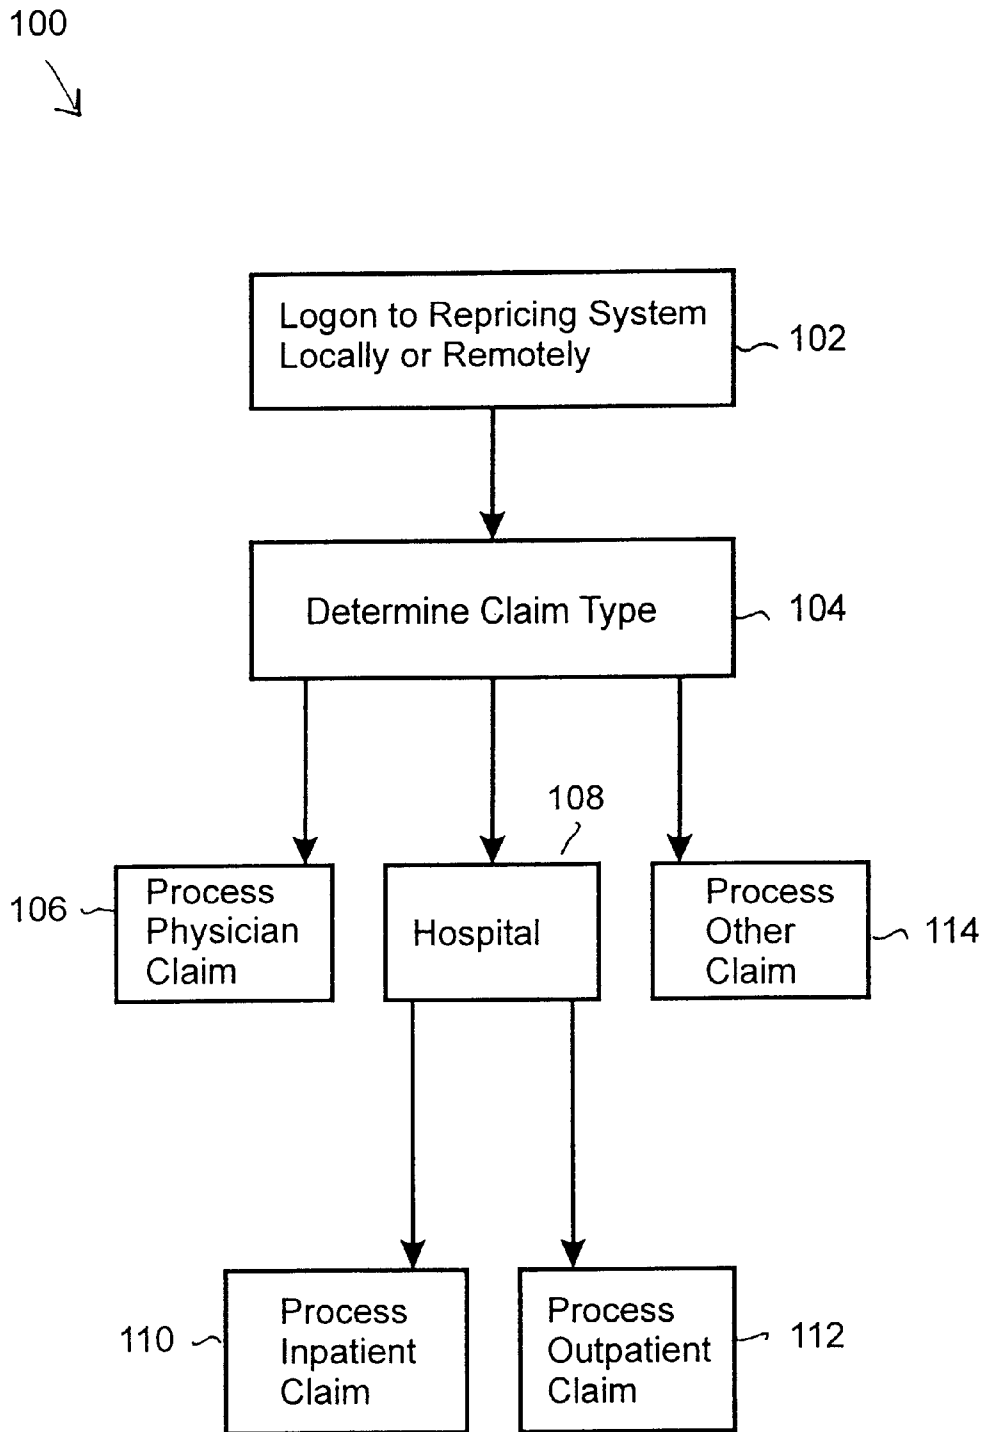 100
Logon to Repricing System
Locally or Remotely
102
Determine Claim Type
104
108
106
Process
Physician
Claim
Hospital
Process
Other
Claim
114
110
Process
Inpatient
Claim
Process
Outpatient
Claim
112